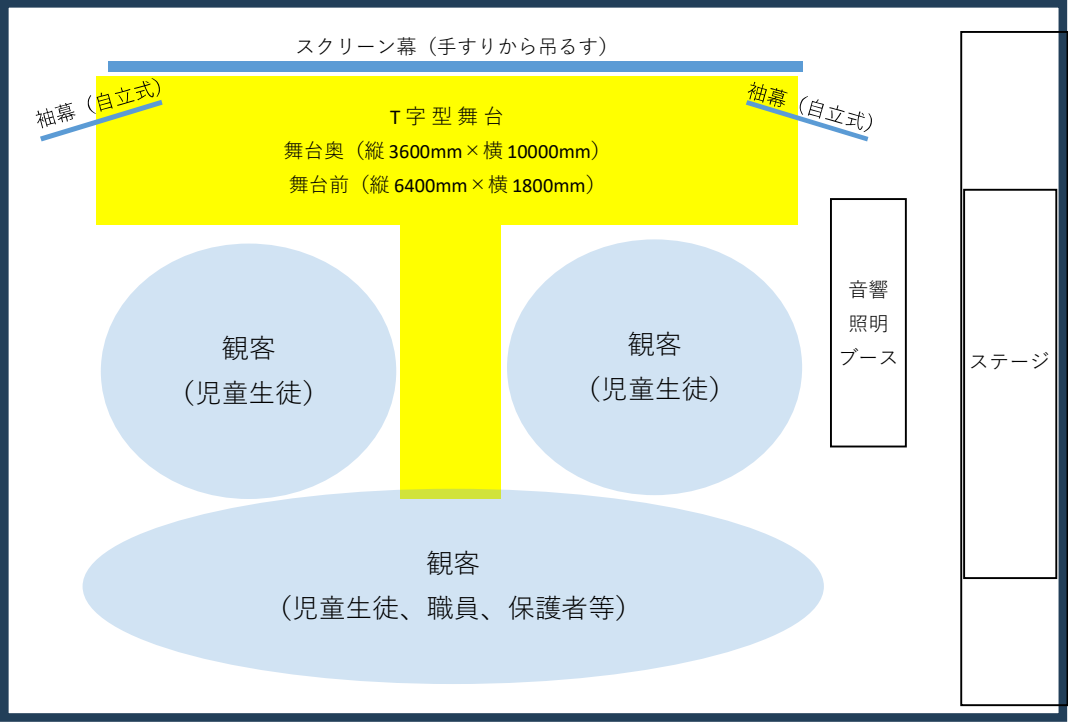 スクリーン幕（手すりから吊るす）
袖幕（自立式）
袖幕（自立式）
T字型舞台
舞台奥（縦3600mm×横10000mm）
舞台前（縦6400mm×横1800mm）
観客
（児童生徒）
観客
（児童生徒）
音響
照明
ブース
ステージ
観客
（児童生徒、職員、保護者等）